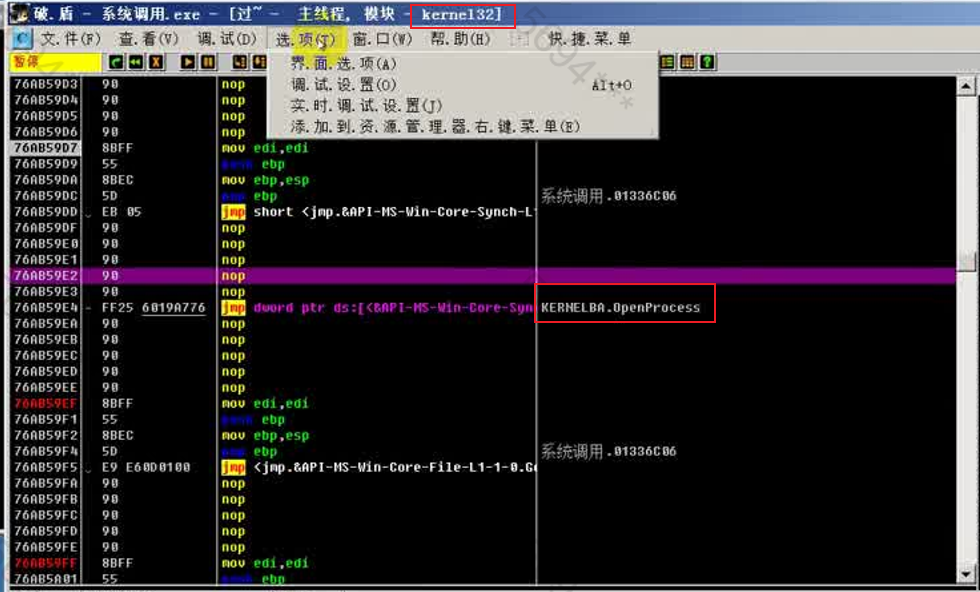 破.盾 - 系统调用.exe - [过~ - 主线程, 模块 - kernel32]
C 文.件(F) 查.看(V) 调.试(D) 选.项(T) 窗.口(W) 帮.助(H) [+] 快.捷.菜.单
暂停
界.面.选.项(A)
调.试.设.置(O) Alt+O
实.时.调.试.设.置(J)
添.加.到.资.源.管.理.器.右.键.菜.单(E)
76AB59D3 90 nop
76AB59D4 90 nop
76AB59D5 90 nop
76AB59D6 90 nop
76AB59D7 8BFF mov edi,edi
76AB59D9 55 push ebp
76AB59DA 8BEC mov ebp,esp
76AB59DC 5D pop ebp 系统调用.01336C06
76AB59DD EB 05 jmp short <jmp.&API-MS-Win-Core-Synch-L
76AB59DF 90 nop
76AB59E0 90 nop
76AB59E1 90 nop
76AB59E2 90 nop
76AB59E3 90 nop
76AB59E4 - FF25 6019A776 jmp dword ptr ds:[<&API-MS-Win-Core-Syn KERNELBA.OpenProcess
76AB59EA 90 nop
76AB59EB 90 nop
76AB59EC 90 nop
76AB59ED 90 nop
76AB59EE 90 nop
76AB59EF 8BFF mov edi,edi
76AB59F1 55 push ebp
76AB59F2 8BEC mov ebp,esp
76AB59F4 5D pop ebp 系统调用.01336C06
76AB59F5 E9 E60D0100 jmp <jmp.&API-MS-Win-Core-File-L1-1-0.Ge
76AB59FA 90 nop
76AB59FB 90 nop
76AB59FC 90 nop
76AB59FD 90 nop
76AB59FE 90 nop
76AB59FF 8BFF mov edi,edi
76AB5A01 55 push ebp